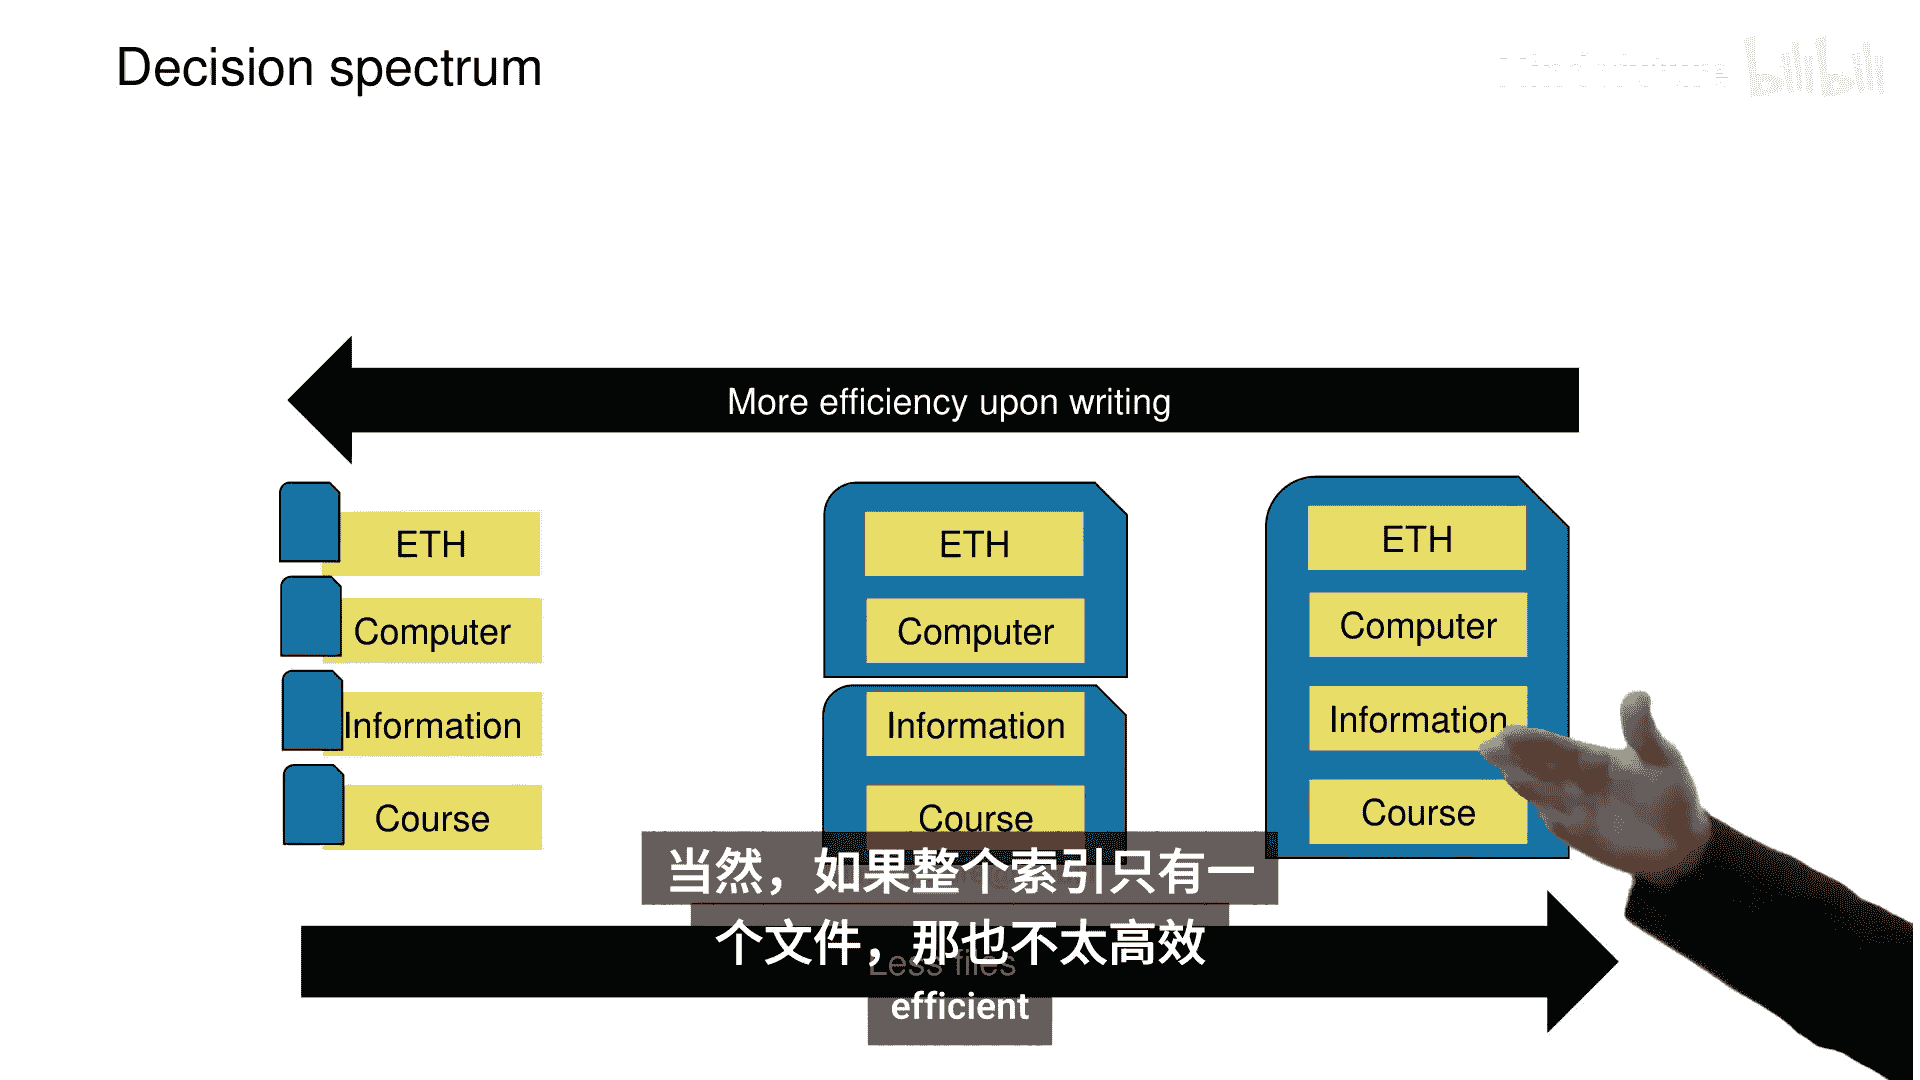 Decision spectrum
bilibili
More efficiency upon writing
ETH
Computer
Information
Course
ETH
Computer
Information
Course
ETH
Computer
Information
Course
当然，如果整个索引只有一
个文件，那也不太高效
Less files
efficient